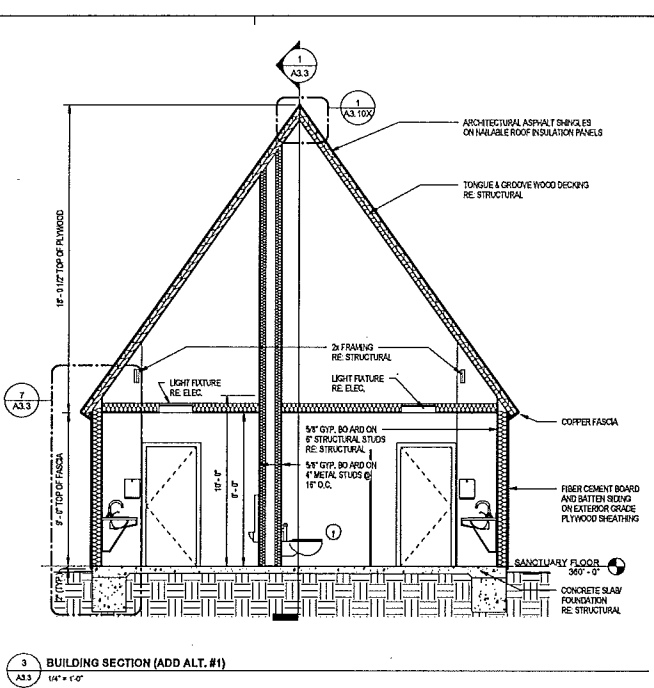 1
A3.3
1
A3.10X
ARCHITECTURAL ASPHALT SHINGLES
ON NAILABLE ROOF INSULATION PANELS
TONGUE & GROOVE WOOD DECKING
RE: STRUCTURAL
18'- 0 1/2" TOP OF PLYWOOD
2x FRAMING
RE: STRUCTURAL
7
A3.3
LIGHT FIXTURE
RE. ELEC.
LIGHT FIXTURE
RE. ELEC.
COPPER FASCIA
5/8" GYP. BOARD ON
6" STRUCTURAL STUDS
RE: STRUCTURAL
5/8" GYP. BOARD ON
4" METAL STUDS @
16" O.C.
10'- 0"
9'- 0" TOP OF FASCIA
FIBER CEMENT BOARD
AND BATTEN SIDING
ON EXTERIOR GRADE
PLYWOOD SHEATHING
SANCTUARY FLOOR
360' - 0"
2" (TYP.)
CONCRETE SLAB/
FOUNDATION
RE: STRUCTURAL
3
A3.3
BUILDING SECTION (ADD ALT. #1)
1/4" = 1'-0"